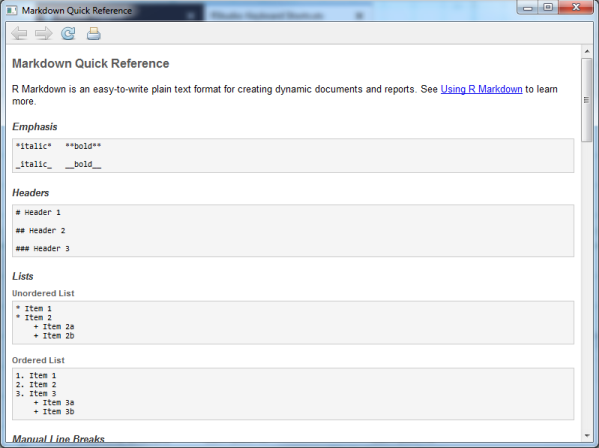 Markdown Quick Reference
RStudio Keyboard Shortcuts
Markdown Quick Reference
R Markdown is an easy-to-write plain text format for creating dynamic documents and reports. See Using R Markdown to learn
more.
Emphasis
*italic*   **bold**
_italic_   __bold__
Headers
# Header 1
## Header 2
### Header 3
Lists
Unordered List
* Item 1
* Item 2
    + Item 2a
    + Item 2b
Ordered List
1. Item 1
2. Item 2
3. Item 3
    + Item 3a
    + Item 3b
Manual Line Breaks